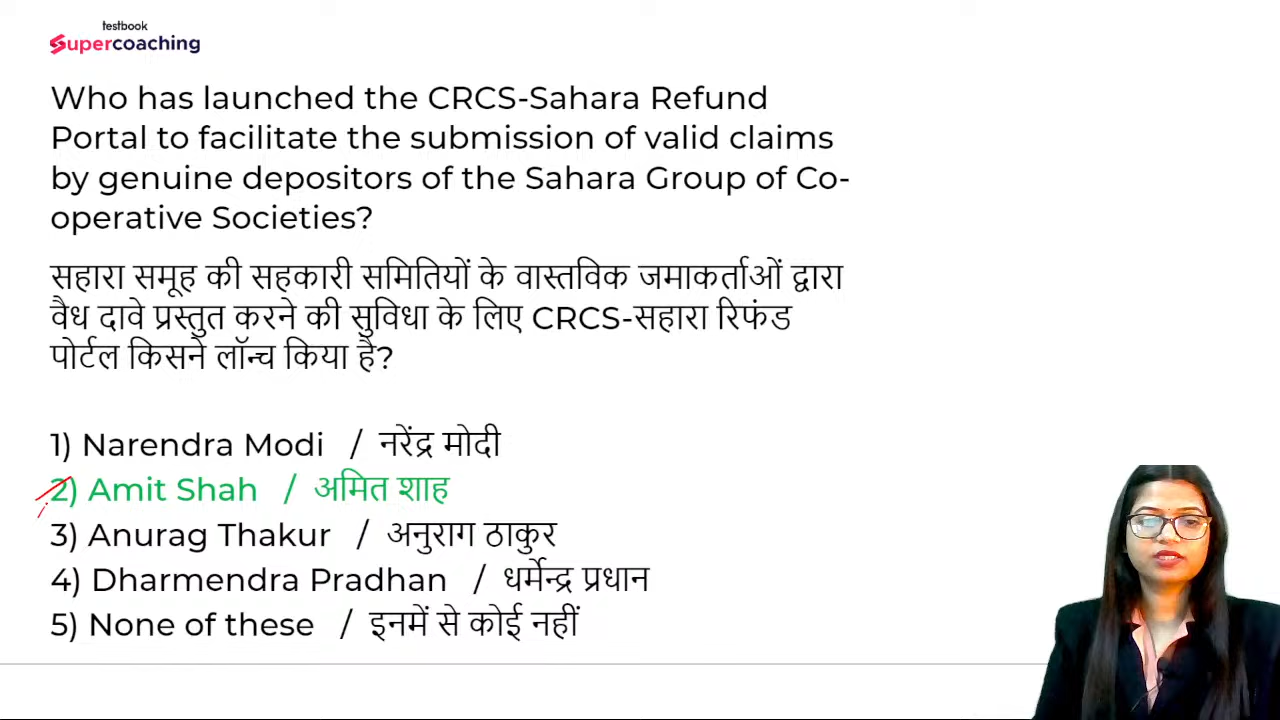 testbook
Supercoaching
Who has launched the CRCS-Sahara Refund
Portal to facilitate the submission of valid claims
by genuine depositors of the Sahara Group of Co-
operative Societies?
सहारा समूह की सहकारी समितियों के वास्तविक जमाकर्ताओं द्वारा
वैध दावे प्रस्तुत करने की सुविधा के लिए CRCS-सहारा रिफंड
पोर्टल किसने लॉन्च किया है?
1) Narendra Modi / नरेंद्र मोदी
2) Amit Shah / अमित शाह
3) Anurag Thakur / अनुराग ठाकुर
4) Dharmendra Pradhan / धर्मेन्द्र प्रधान
5) None of these / इनमें से कोई नहीं